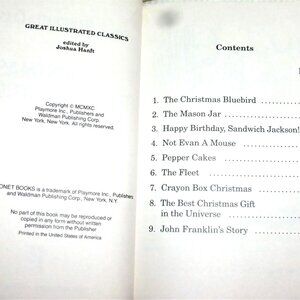 GREAT ILLUSTRATED CLASSICS
edited by
Joshua Hanft
Copyright © MCMXC
Playmore Inc., Publishers and
Waldman Publishing Corp.
New York, New York. All rights reserved.
ONET BOOKS is a trademark of Playmore Inc., Publishers
and Waldman Publishing Corp., New York, N.Y.
No part of this book may be reproduced or
copied in any form without permission
from the Publisher
Printed in the United States of America
Contents
1. The Christmas Bluebird
2. The Mason Jar
3. Happy Birthday, Sandwich Jackson!
4. Not Evan A Mouse
5. Pepper Cakes
6. The Fleet
7. Crayon Box Christmas
8. The Best Christmas Gift
in the Universe
9. John Franklin's Story